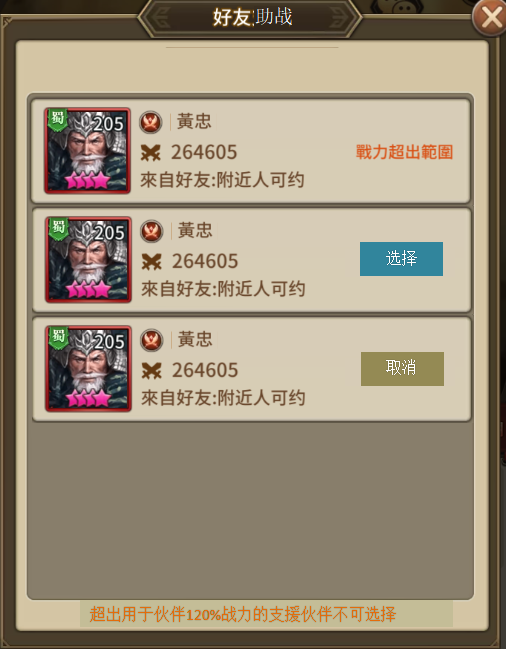 好友助战
蜀 205
黃忠
264605
戰力超出範圍
來自好友:附近人可约
蜀 205
黃忠
264605
选择
來自好友:附近人可约
蜀 205
黃忠
264605
取消
來自好友:附近人可约
超出用于伙伴120%战力的支援伙伴不可选择